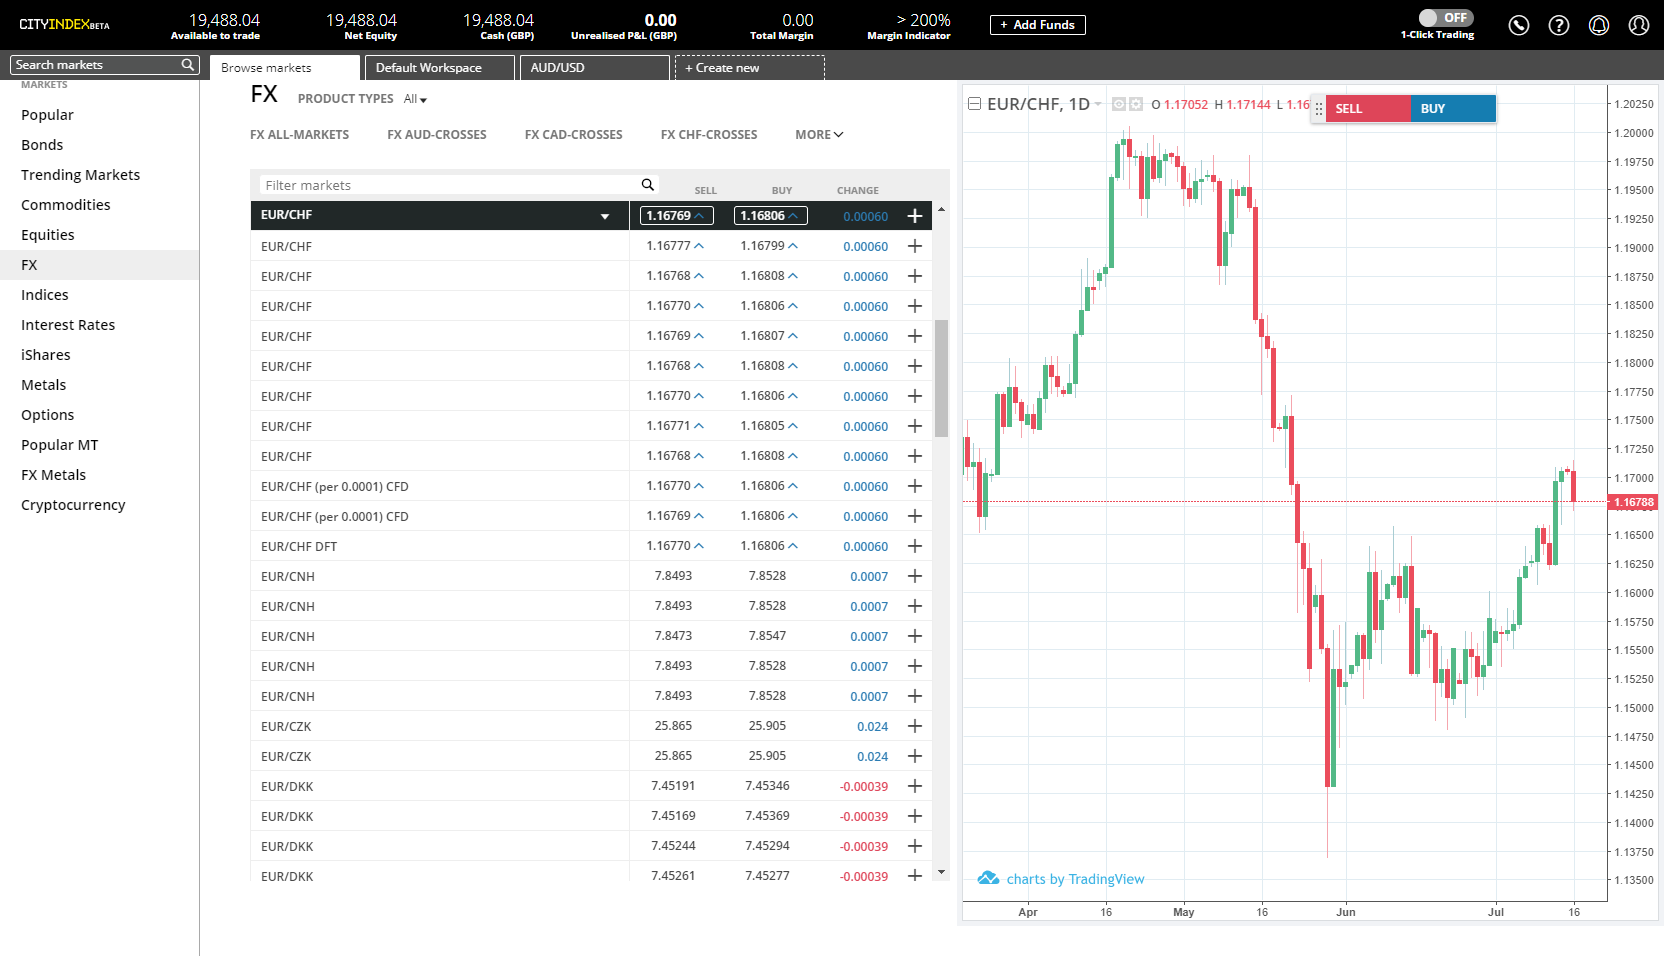 CITYINDEXBETA
19,488.04
Available to trade
19,488.04
Net Equity
19,488.04
Cash (GBP)
0.00
Unrealised P&L (GBP)
0.00
Total Margin
> 200%
Margin Indicator
+ Add Funds
OFF
1-Click Trading
Search markets
Browse markets
Default Workspace
AUD/USD
+ Create new
MARKETS
Popular
Bonds
Trending Markets
Commodities
Equities
FX
Indices
Interest Rates
iShares
Metals
Options
Popular MT
FX Metals
Cryptocurrency
FX PRODUCT TYPES All
FX ALL-MARKETS FX AUD-CROSSES FX CAD-CROSSES FX CHF-CROSSES MORE
Filter markets SELL BUY CHANGE
EUR/CHF 1.16769 1.16806 0.00060 +
EUR/CHF 1.16777 1.16799 0.00060 +
EUR/CHF 1.16768 1.16808 0.00060 +
EUR/CHF 1.16770 1.16806 0.00060 +
EUR/CHF 1.16769 1.16807 0.00060 +
EUR/CHF 1.16768 1.16808 0.00060 +
EUR/CHF 1.16770 1.16806 0.00060 +
EUR/CHF 1.16771 1.16805 0.00060 +
EUR/CHF 1.16768 1.16808 0.00060 +
EUR/CHF (per 0.0001) CFD 1.16770 1.16806 0.00060 +
EUR/CHF (per 0.0001) CFD 1.16769 1.16806 0.00060 +
EUR/CHF DFT 1.16770 1.16806 0.00060 +
EUR/CNH 7.8493 7.8528 0.0007 +
EUR/CNH 7.8493 7.8528 0.0007 +
EUR/CNH 7.8473 7.8547 0.0007 +
EUR/CNH 7.8493 7.8528 0.0007 +
EUR/CNH 7.8493 7.8528 0.0007 +
EUR/CZK 25.865 25.905 0.024 +
EUR/CZK 25.865 25.905 0.024 +
EUR/DKK 7.45191 7.45346 -0.00039 +
EUR/DKK 7.45169 7.45369 -0.00039 +
EUR/DKK 7.45244 7.45294 -0.00039 +
EUR/DKK 7.45261 7.45277 -0.00039 +
EUR/CHF, 1D O 1.17052 H 1.17144 L 1.16
SELL BUY
1.20250
1.20000
1.19750
1.19500
1.19250
1.19000
1.18750
1.18500
1.18250
1.18000
1.17750
1.17500
1.17250
1.17000
1.16788
1.16500
1.16250
1.16000
1.15750
1.15500
1.15250
1.15000
1.14750
1.14500
1.14250
1.14000
1.13750
1.13500
charts by TradingView
Apr 16 May 16 Jun Jul 16